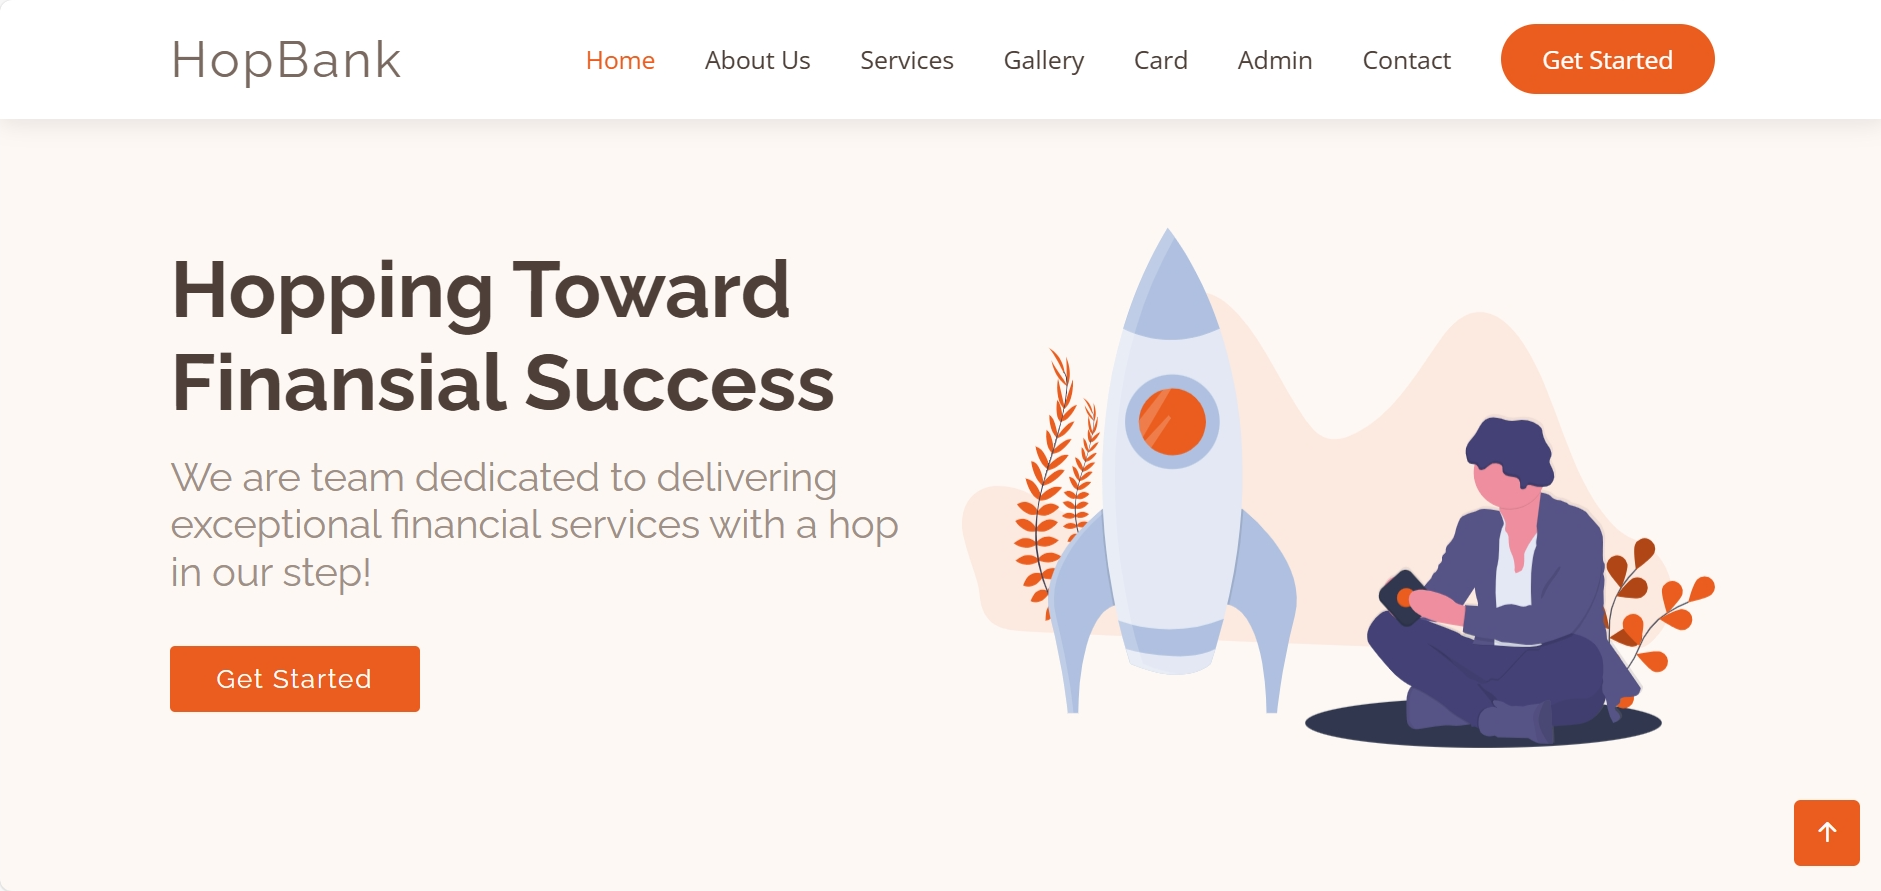 HopBank
Home About Us Services Gallery Card Admin Contact Get Started
Hopping Toward
Finansial Success
We are team dedicated to delivering
exceptional financial services with a hop
in our step!
Get Started